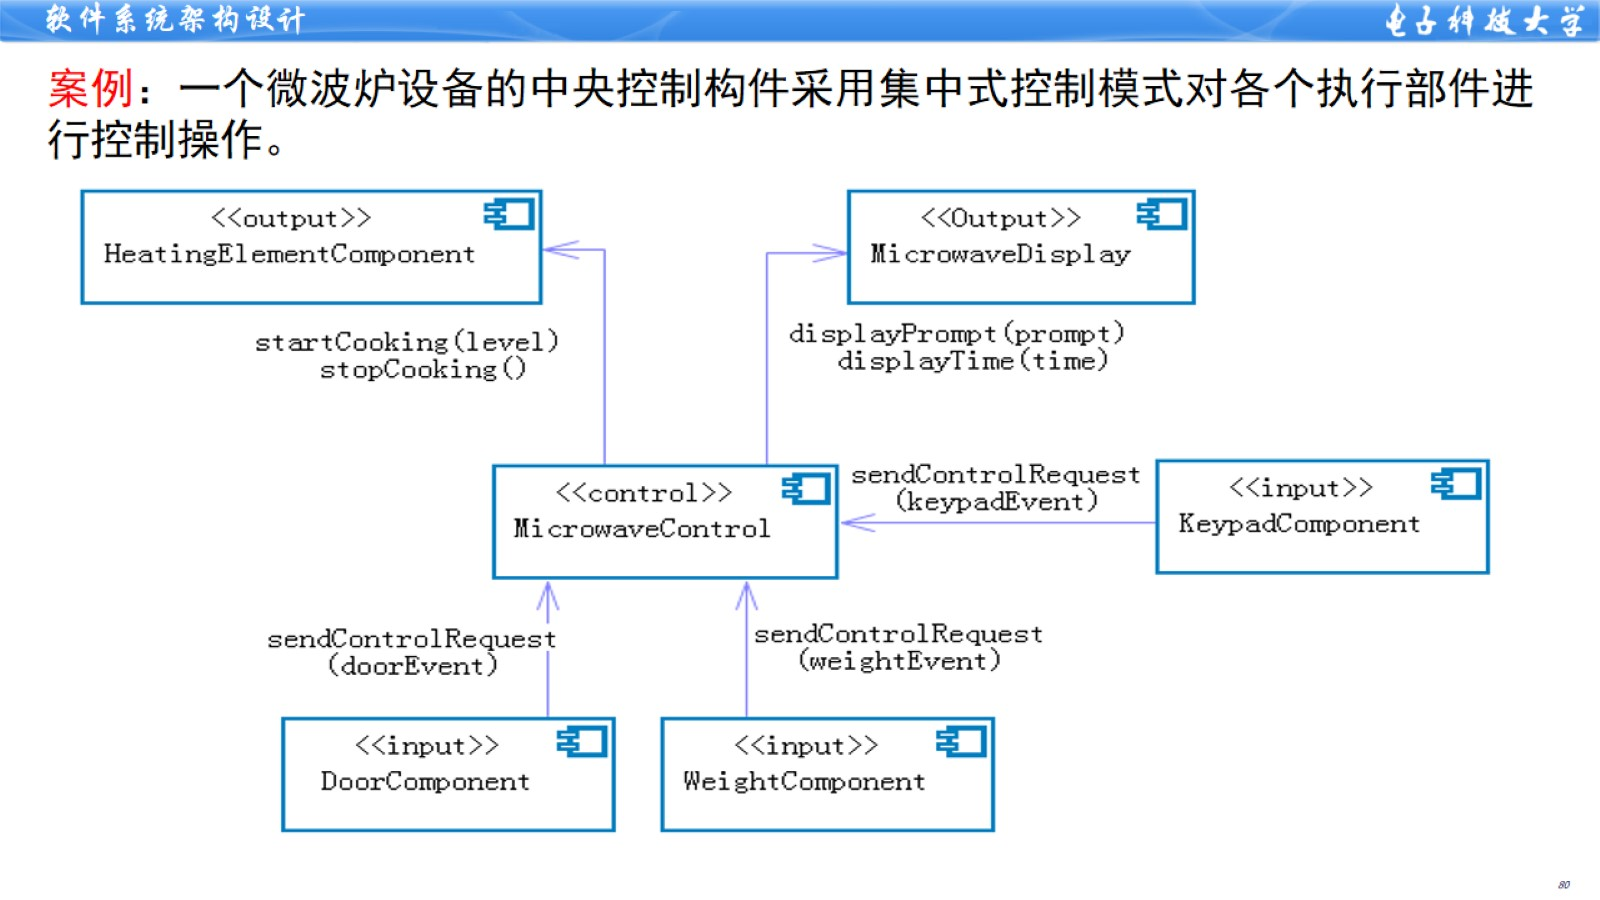 软件系统架构设计
电子科技大学
案例：一个微波炉设备的中央控制构件采用集中式控制模式对各个执行部件进
行控制操作。
<<output>>
HeatingElementComponent
<<Output>>
MicrowaveDisplay
startCooking(level)
stopCooking()
displayPrompt(prompt)
displayTime(time)
<<control>>
MicrowaveControl
sendControlRequest
(keypadEvent)
<<input>>
KeypadComponent
sendControlRequest
(doorEvent)
sendControlRequest
(weightEvent)
<<input>>
DoorComponent
<<input>>
WeightComponent
80